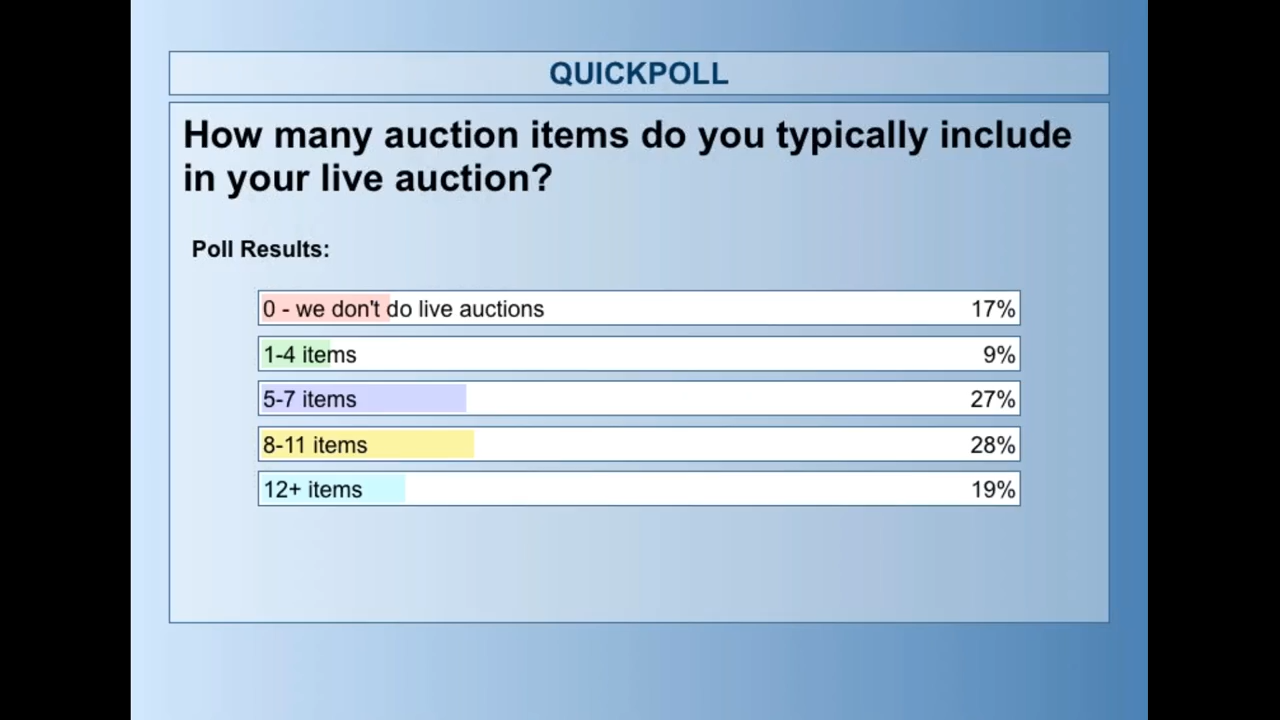 QUICKPOLL
How many auction items do you typically include
in your live auction?
Poll Results:
0 - we don't do live auctions 17%
1-4 items 9%
5-7 items 27%
8-11 items 28%
12+ items 19%